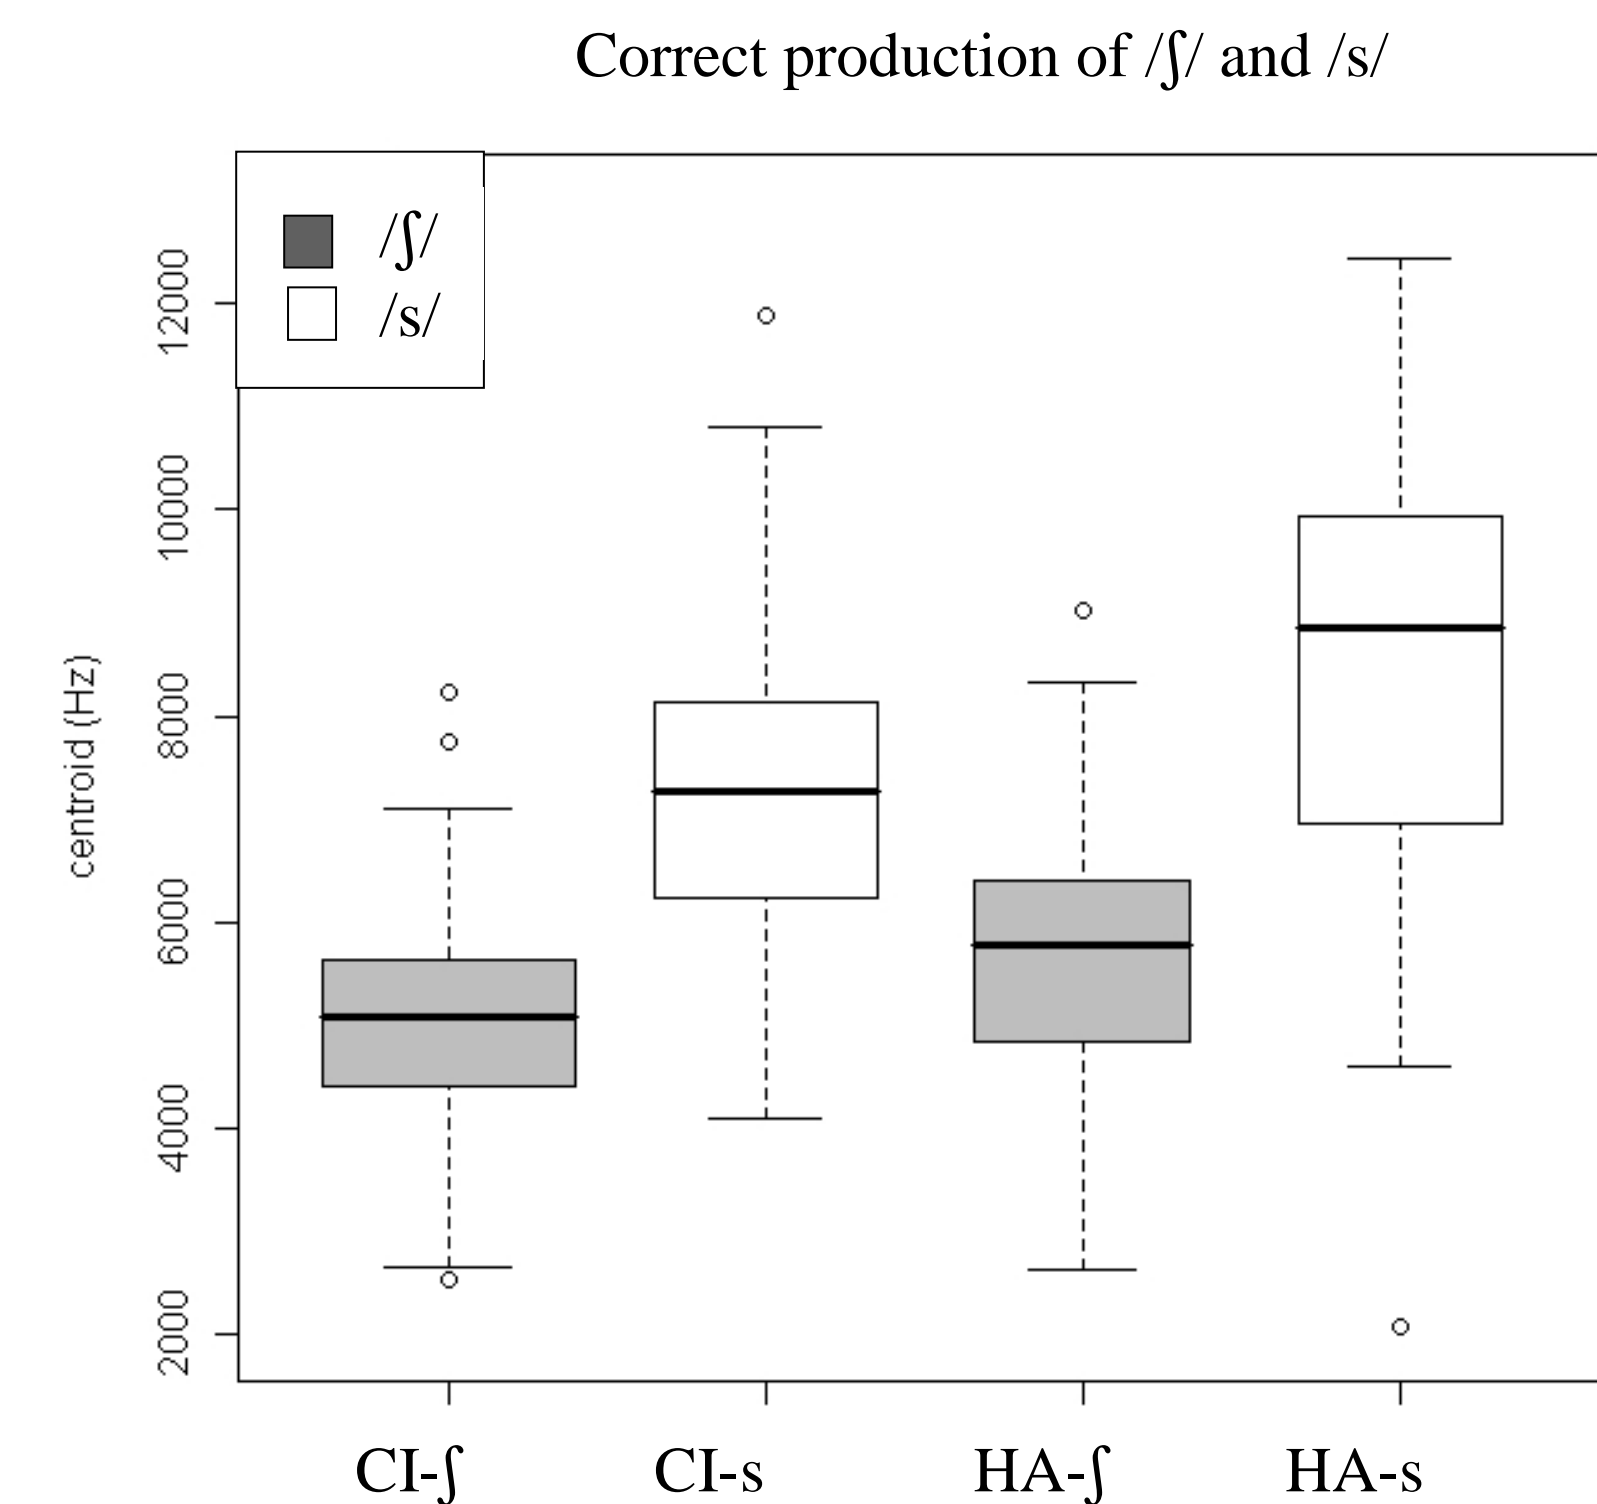 Correct production of /ʃ/ and /s/
/ʃ/
/s/
12000
10000
8000
6000
4000
2000
centroid (Hz)
CI-ʃ CI-s HA-ʃ HA-s